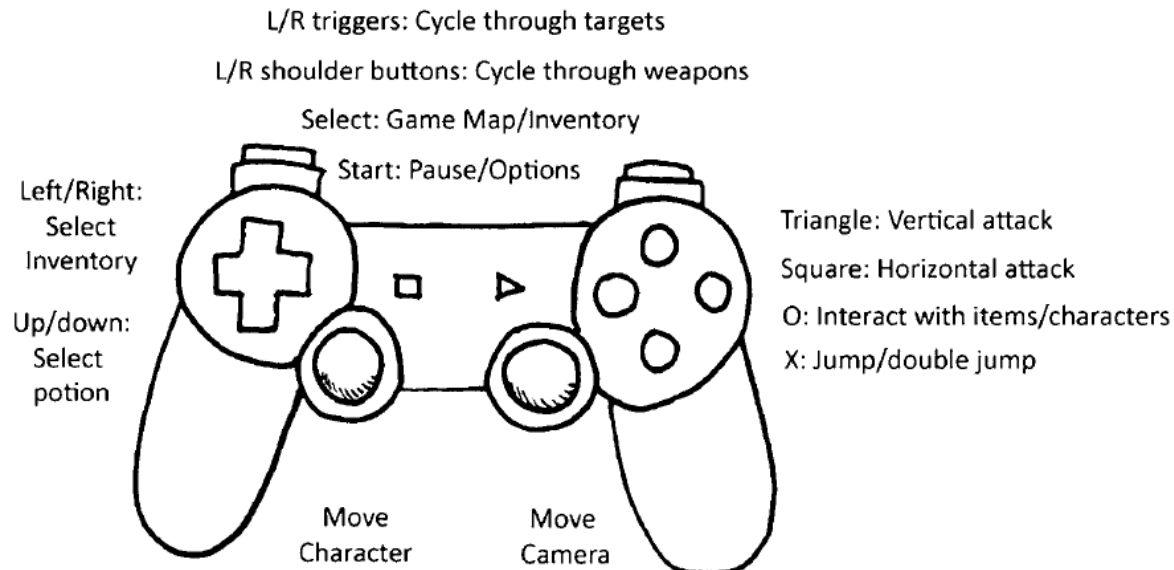 L/R triggers: Cycle through targets
L/R shoulder buttons: Cycle through weapons
Select: Game Map/Inventory
Start: Pause/Options
Left/Right:
Select
Inventory
Up/down:
Select
potion
Triangle: Vertical attack
Square: Horizontal attack
O: Interact with items/characters
X: Jump/double jump
Move
Character
Move
Camera